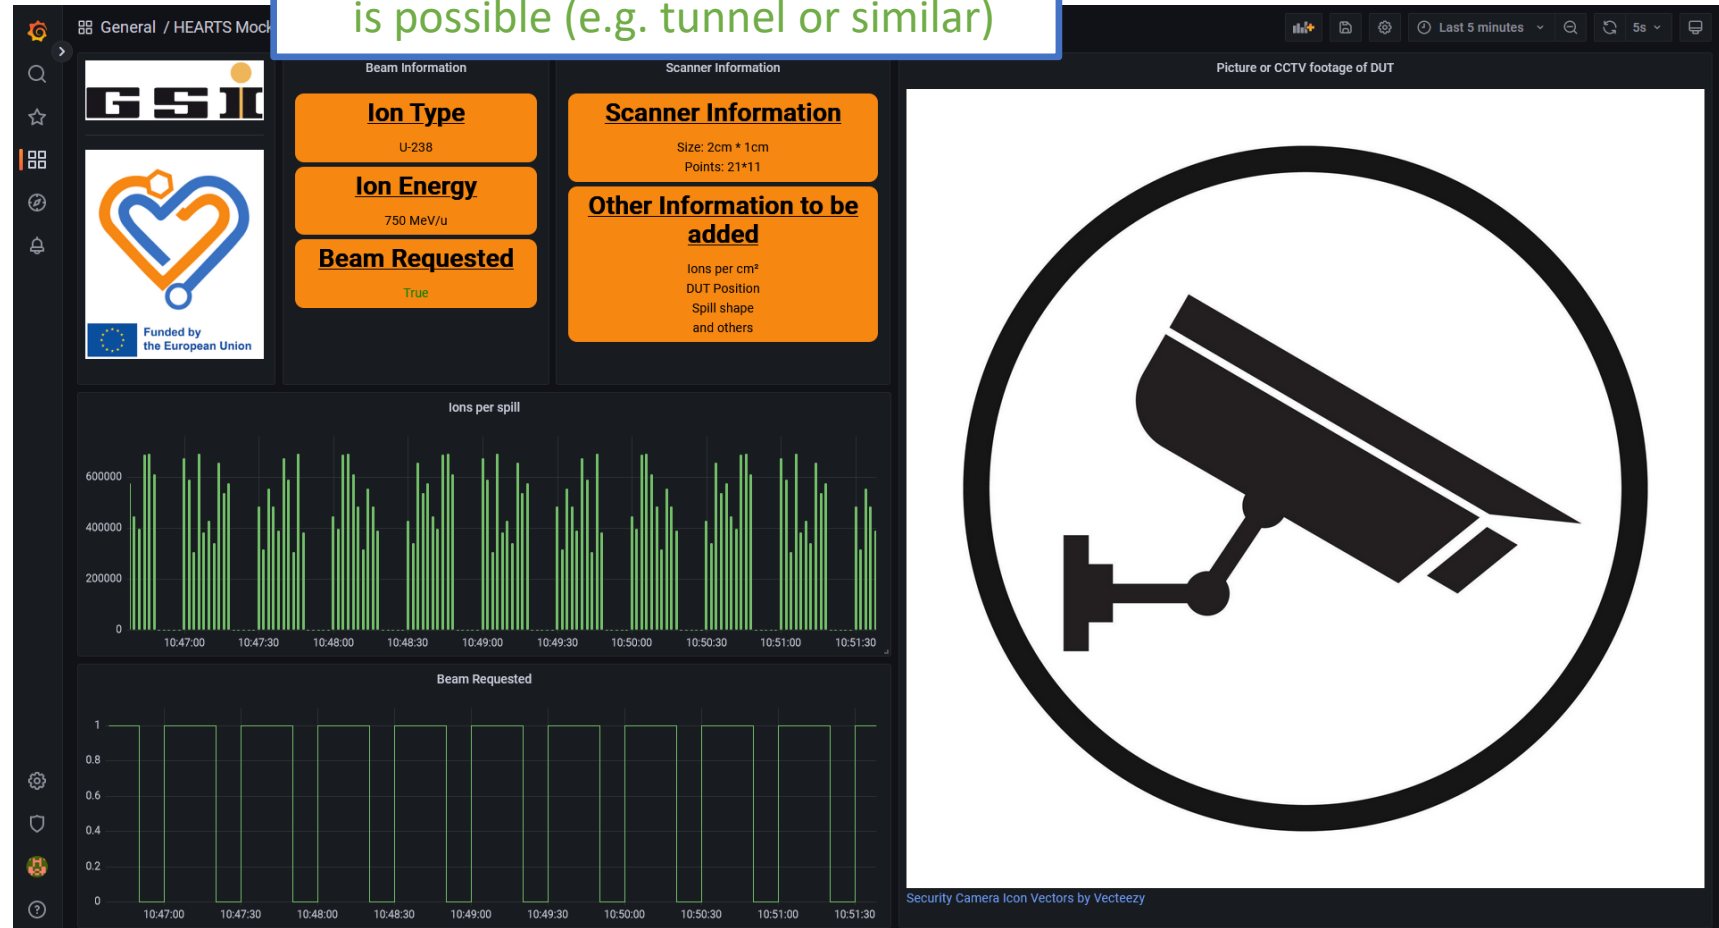 is possible (e.g. tunnel or similar)
General / HEARTS Mock
Last 5 minutes
5s
GSI
Funded by
the European Union
Beam Information
Ion Type
U-238
Ion Energy
750 MeV/u
Beam Requested
True
Scanner Information
Scanner Information
Size: 2cm * 1cm
Points: 21*11
Other Information to be
added
Ions per cm²
DUT Position
Spill shape
and others
Picture or CCTV footage of DUT
Security Camera Icon Vectors by Vecteezy
Ions per spill
600000
400000
200000
0
10:47:00 10:47:30 10:48:00 10:48:30 10:49:00 10:49:30 10:50:00 10:50:30 10:51:00 10:51:30
Beam Requested
1
0.8
0.6
0.4
0.2
0
10:47:00 10:47:30 10:48:00 10:48:30 10:49:00 10:49:30 10:50:00 10:50:30 10:51:00 10:51:30